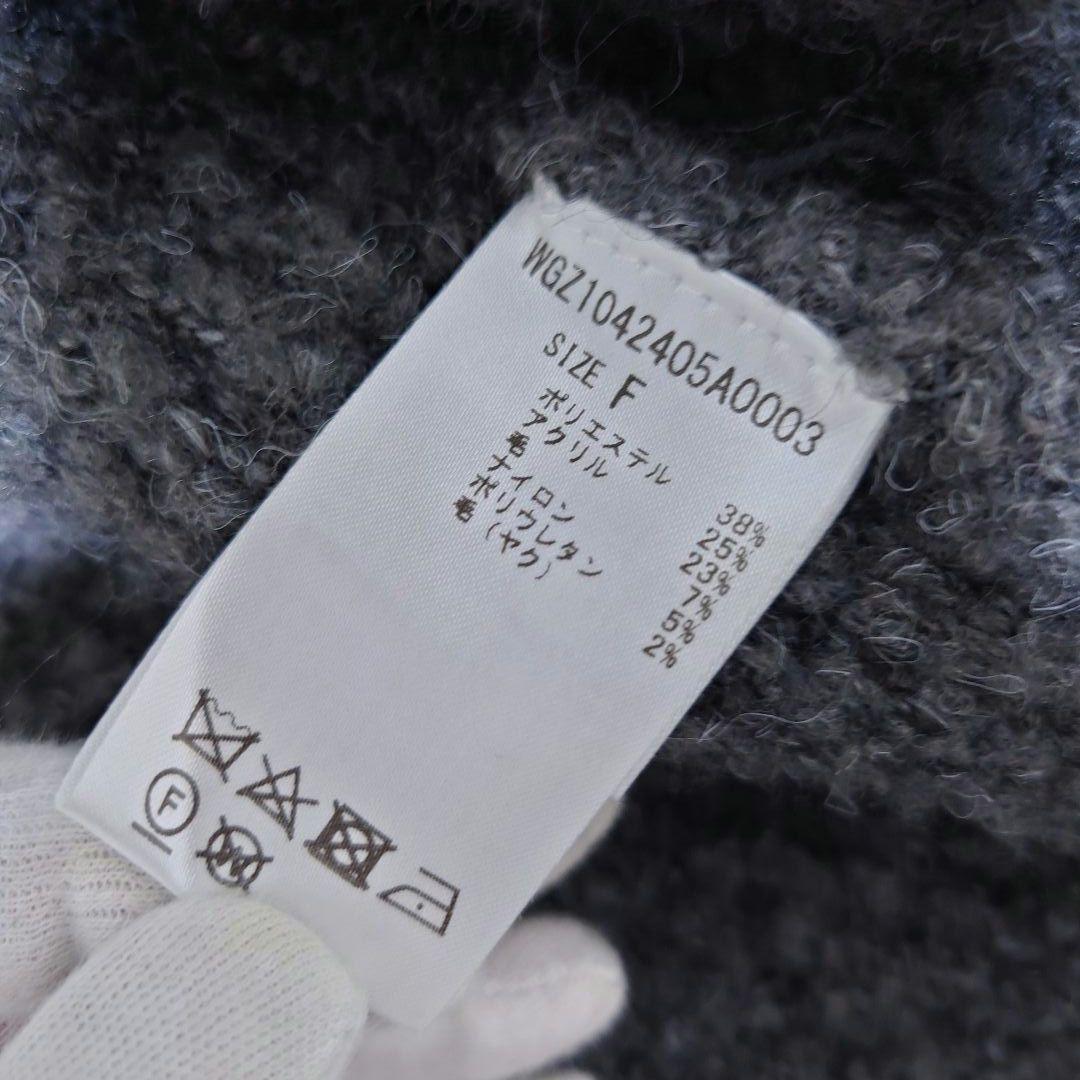 WGZ1042405A0003
SIZE F
ポリエステル 38%
アクリル 25%
毛 23%
ナイロン 7%
ポリウレタン 5%
毛(ヤク) 2%
F
W